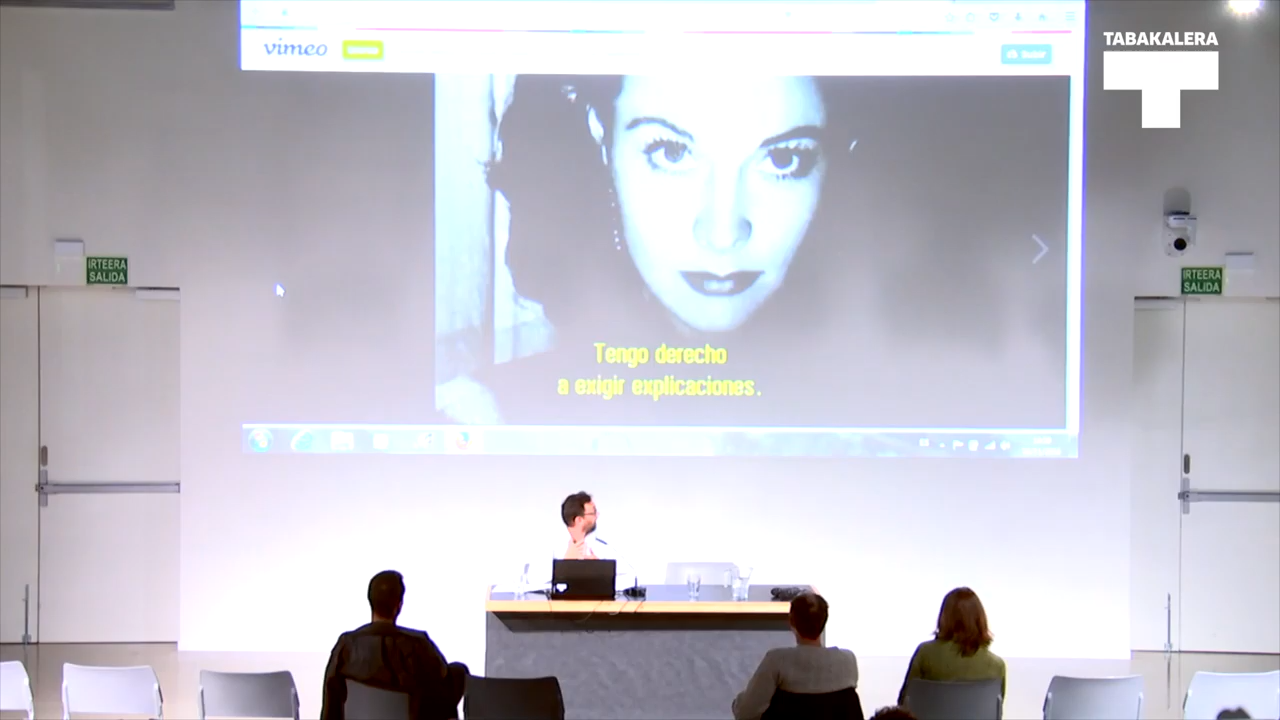 vimeo
TABAKALERA
IRTEERA
SALIDA
IRTEERA
SALIDA
Tengo derecho
a exigir explicaciones.